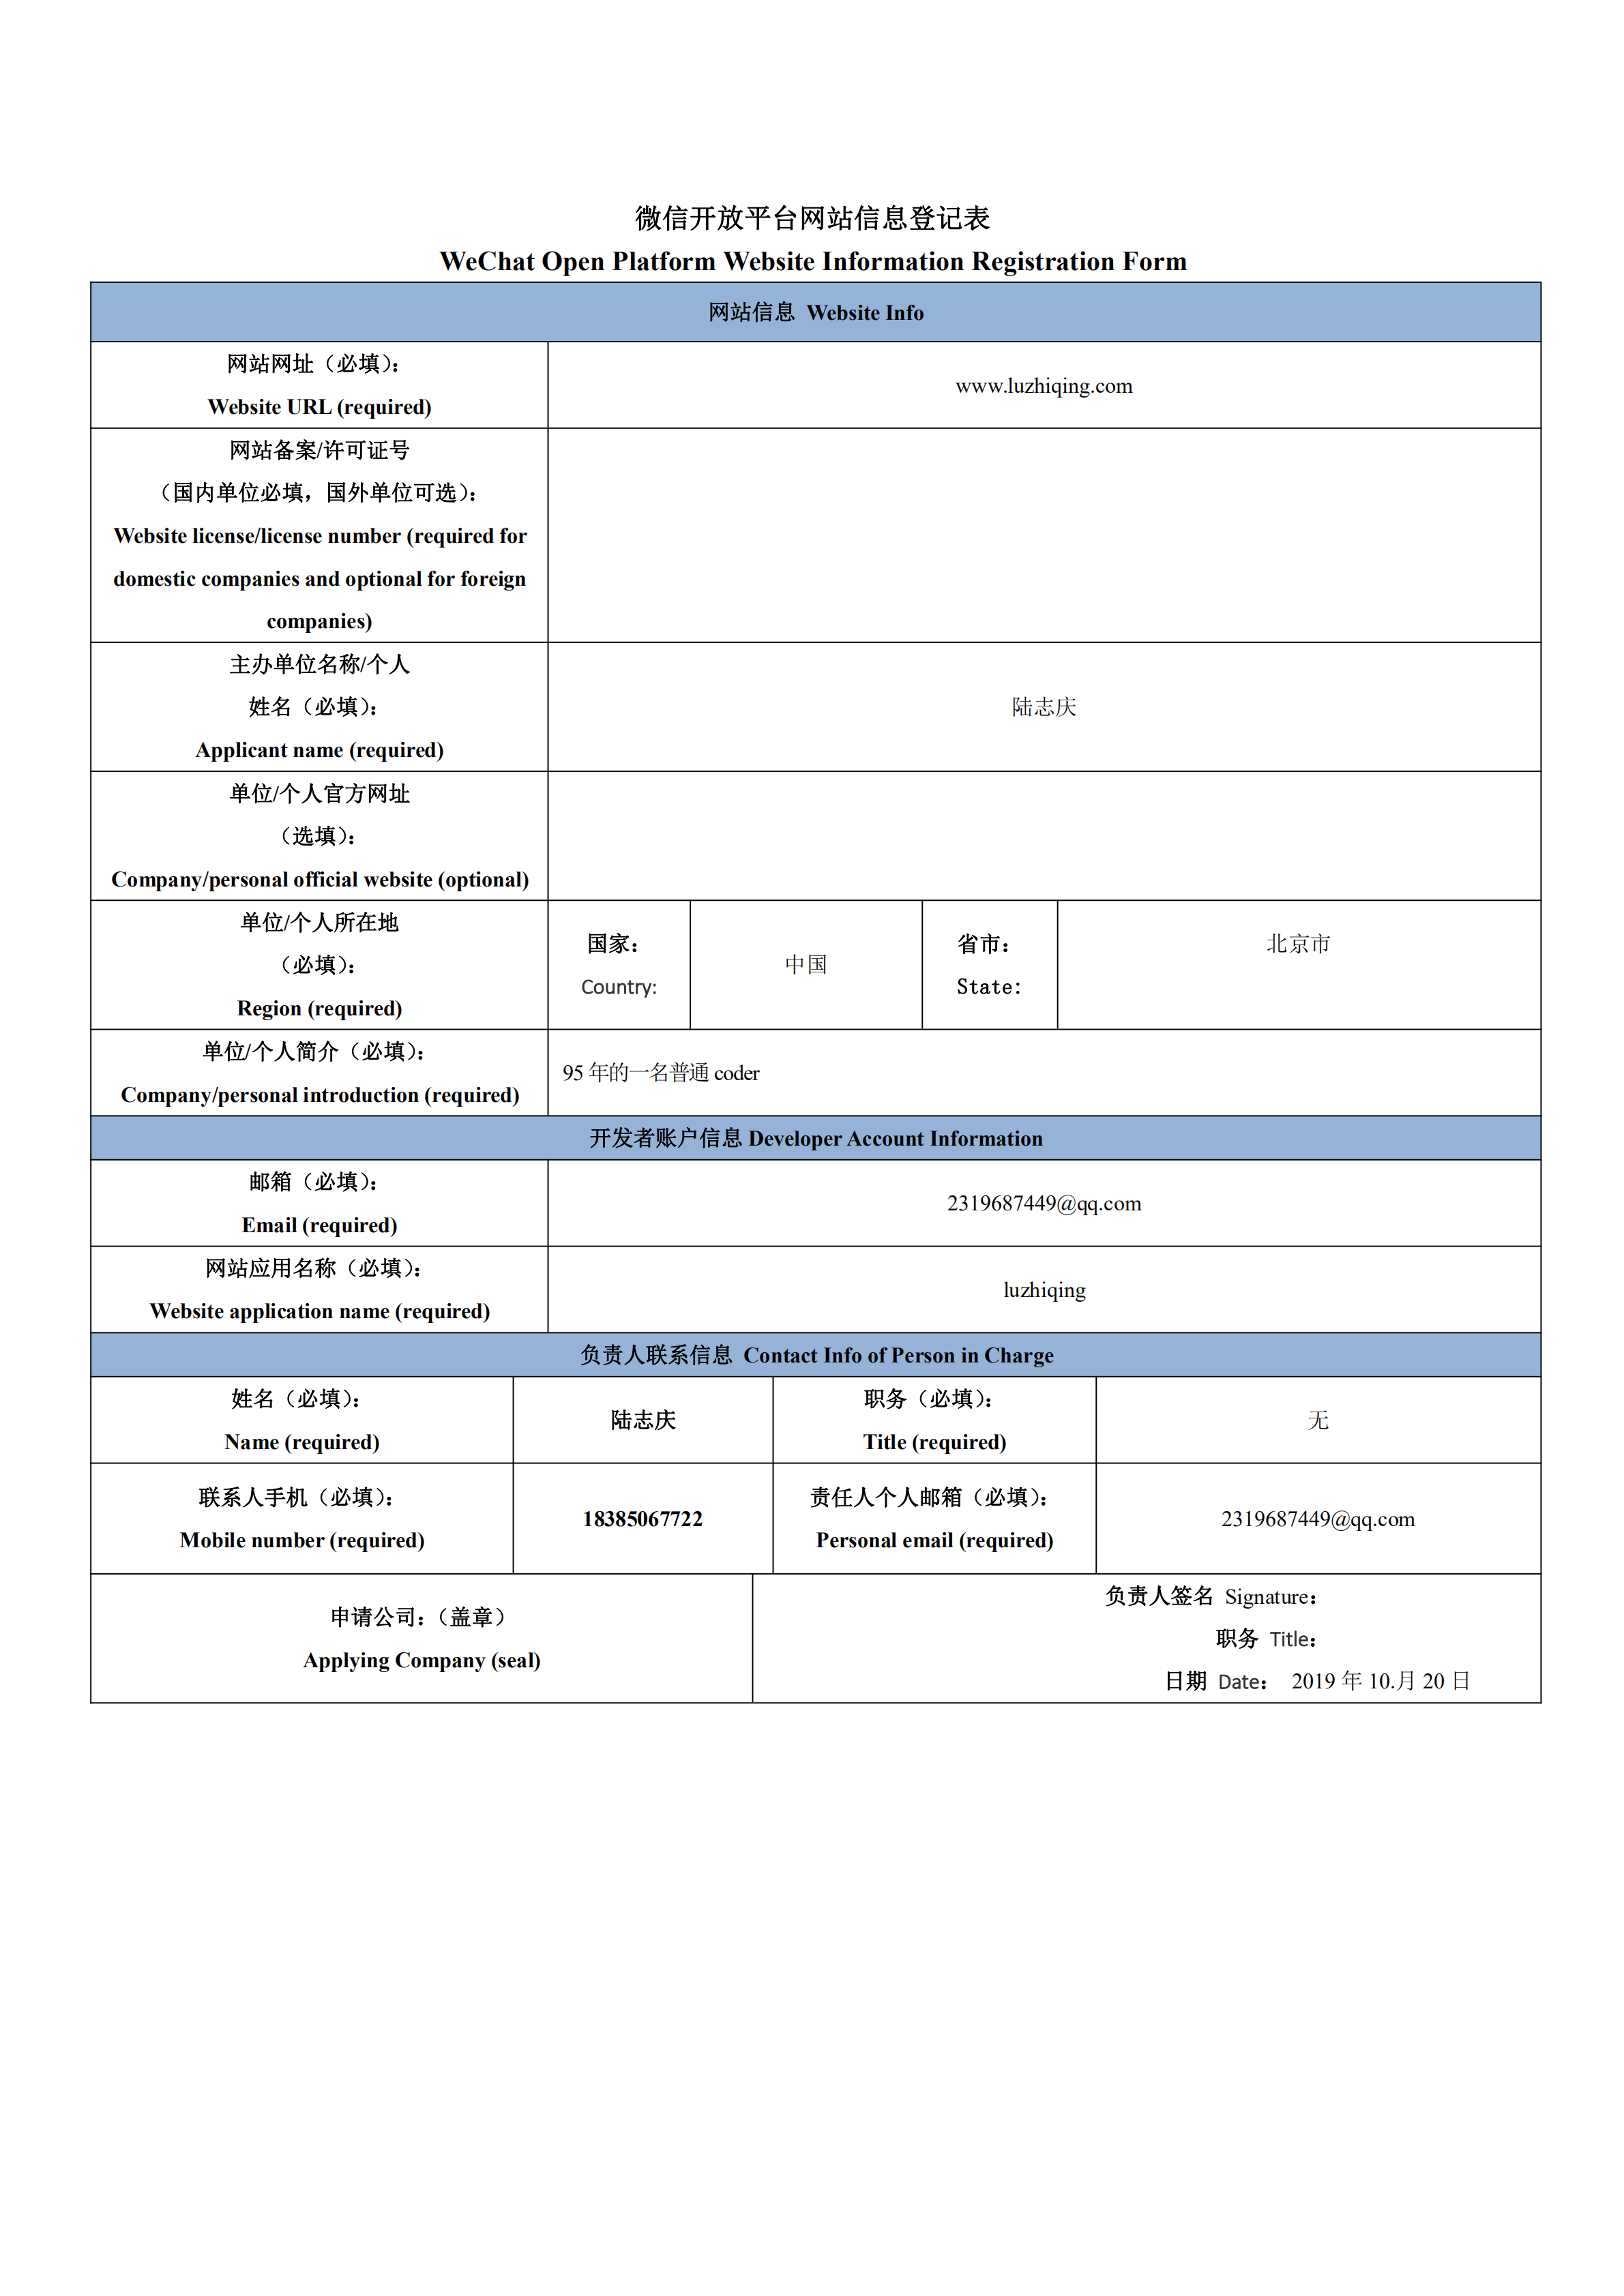 微信开放平台网站信息登记表
WeChat Open Platform Website Information Registration Form
网站信息 Website Info
网站网址（必填）：
Website URL (required)
www.luzhiqing.com
网站备案/许可证号
（国内单位必填，国外单位可选）：
Website license/license number (required for
domestic companies and optional for foreign
companies)
主办单位名称/个人
姓名（必填）：
Applicant name (required)
陆志庆
单位/个人官方网址
（选填）：
Company/personal official website (optional)
单位/个人所在地
（必填）：
Region (required)
国家：
Country:
中国
省市：
State:
北京市
单位/个人简介（必填）：
Company/personal introduction (required)
95 年的一名普通 coder
开发者账户信息 Developer Account Information
邮箱（必填）：
Email (required)
2319687449@qq.com
网站应用名称（必填）：
Website application name (required)
luzhiqing
负责人联系信息 Contact Info of Person in Charge
姓名（必填）：
Name (required)
陆志庆
职务（必填）：
Title (required)
无
联系人手机（必填）：
Mobile number (required)
18385067722
责任人个人邮箱（必填）：
Personal email (required)
2319687449@qq.com
申请公司：（盖章）
Applying Company (seal)
负责人签名 Signature：
职务 Title：
日期 Date： 2019 年 10.月 20 日